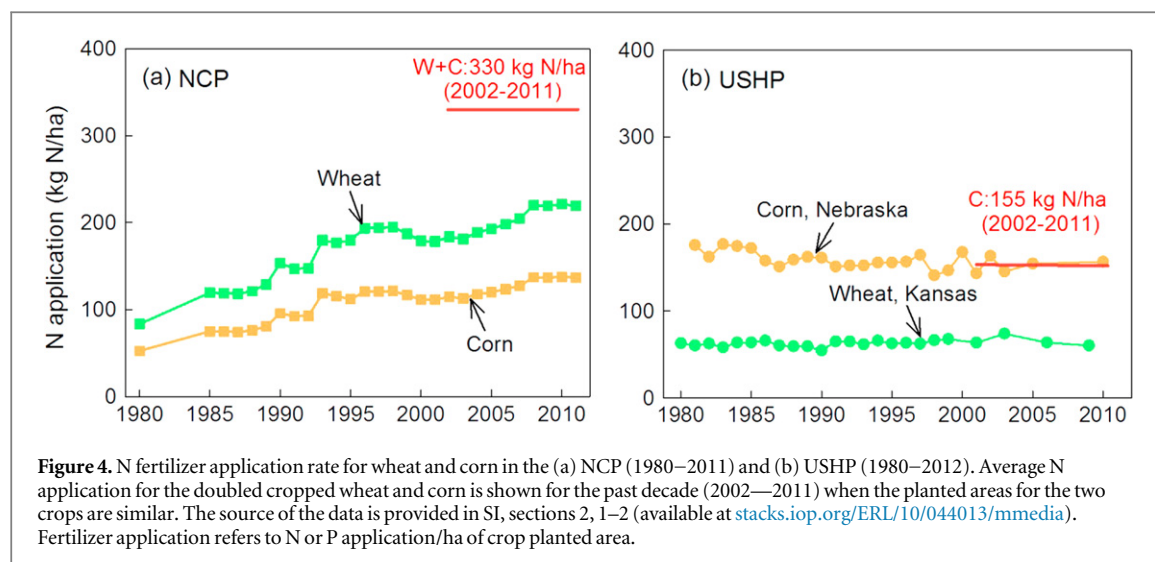 400
300
200
100
0
N application (kg N/ha)
(a) NCP
W+C:330 kg N/ha
(2002-2011)
Wheat
Corn
1980 1985 1990 1995 2000 2005 2010
400
300
200
100
0
(b) USHP
C:155 kg N/ha
(2002-2011)
Corn, Nebraska
Wheat, Kansas
1980 1985 1990 1995 2000 2005 2010
Figure 4. N fertilizer application rate for wheat and corn in the (a) NCP (1980–2011) and (b) USHP (1980–2012). Average N
application for the doubled cropped wheat and corn is shown for the past decade (2002—2011) when the planted areas for the two
crops are similar. The source of the data is provided in SI, sections 2, 1–2 (available at stacks.iop.org/ERL/10/044013/mmedia).
Fertilizer application refers to N or P application/ha of crop planted area.